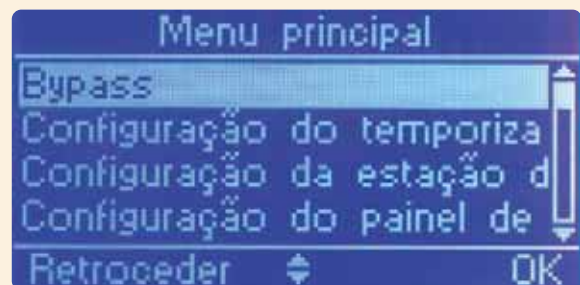 Menu principal
Bypass
Configuração do temporiza
Configuração da estação d
Configuração do painel de
Retroceder OK